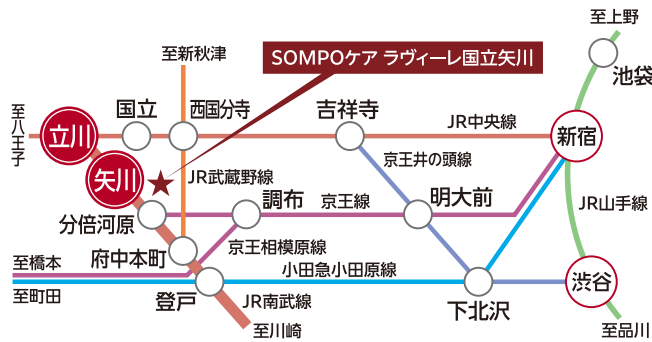 至上野
SOMPOケア ラヴィーレ国立矢川
至新秋津
池袋
至八王子
立川
国立
西国分寺
吉祥寺
JR中央線
新宿
京王井の頭線
矢川
JR武蔵野線
調布
京王線
明大前
JR山手線
分倍河原
府中本町
京王相模原線
至橋本
小田急小田原線
至町田
登戸
JR南武線
下北沢
渋谷
至川崎
至品川